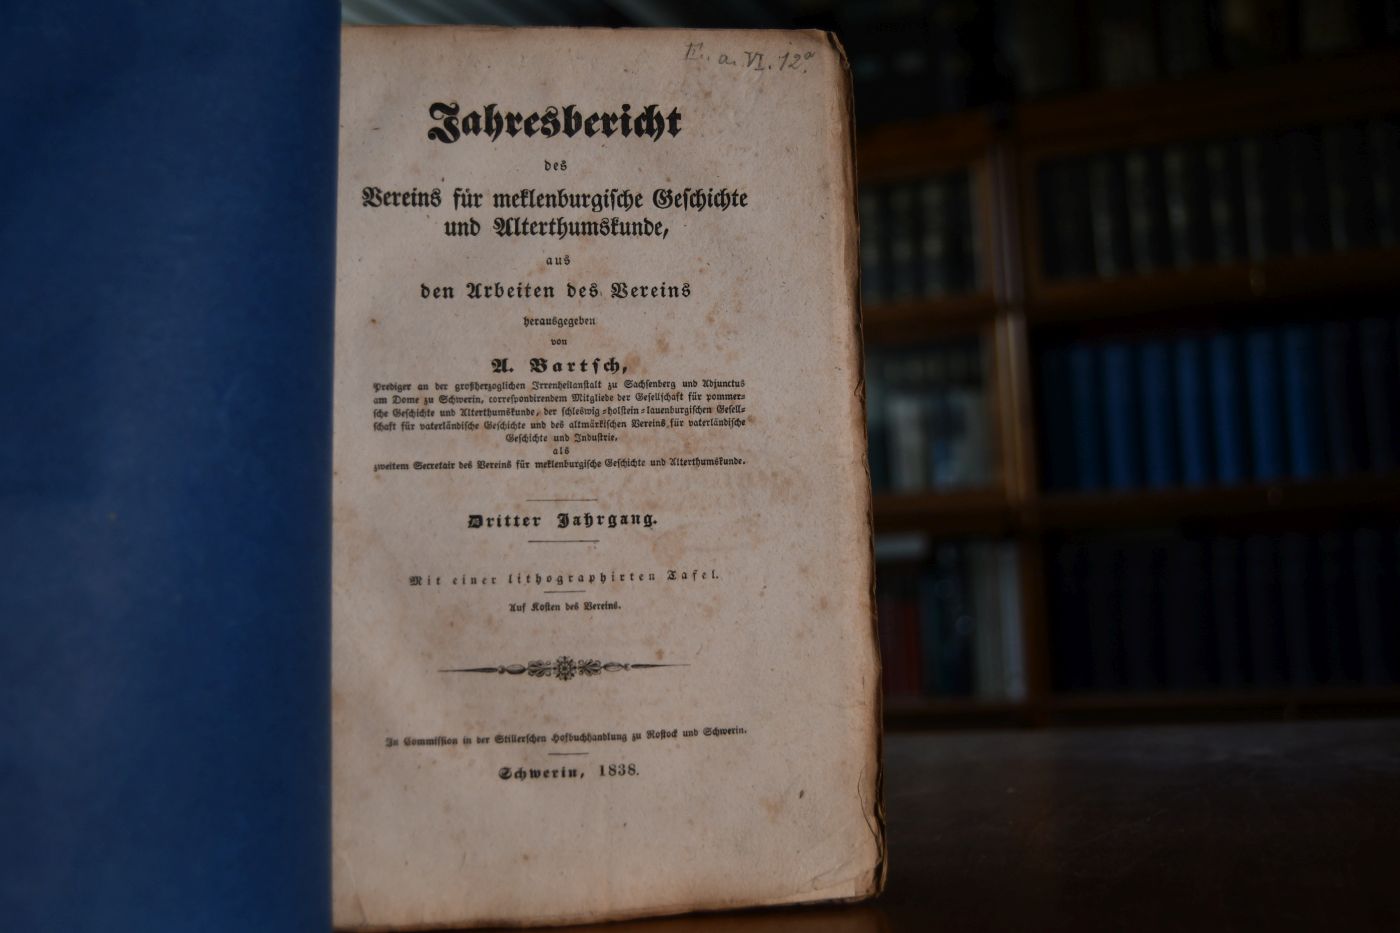 II. a. VI. 12a.
Jahresbericht
des
Vereins für meklenburgische Geschichte
und Alterthumskunde,
aus
den Arbeiten des Vereins
herausgegeben
von
A. Bartsch,
Prediger an der großherzoglichen Irrenheilanstalt zu Sachsenberg und Adjunctus
am Dome zu Schwerin, correspondirendem Mitgliede der Gesellschaft für pommer-
sche Geschichte und Alterthumskunde, der schleswig-holstein-lauenburgischen Gesell-
schaft für vaterländische Geschichte und des altmärkischen Vereins für vaterländische
Geschichte und Industrie,
als
zweitem Secretair des Vereins für meklenburgische Geschichte und Alterthumskunde.
Dritter Jahrgang.
Mit einer lithographirten Tafel.
Auf Kosten des Vereins.
In Commission in der Stillerschen Hofbuchhandlung zu Rostock und Schwerin.
Schwerin, 1838.